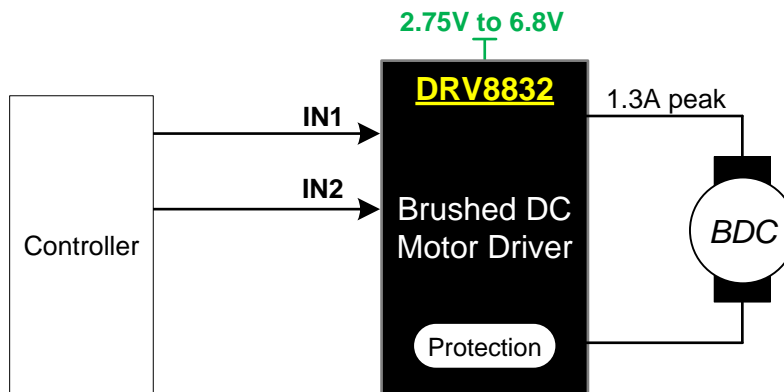 2.75V to 6.8V
DRV8832
1.3A peak
IN1
IN2
Controller
Brushed DC
Motor Driver
BDC
Protection